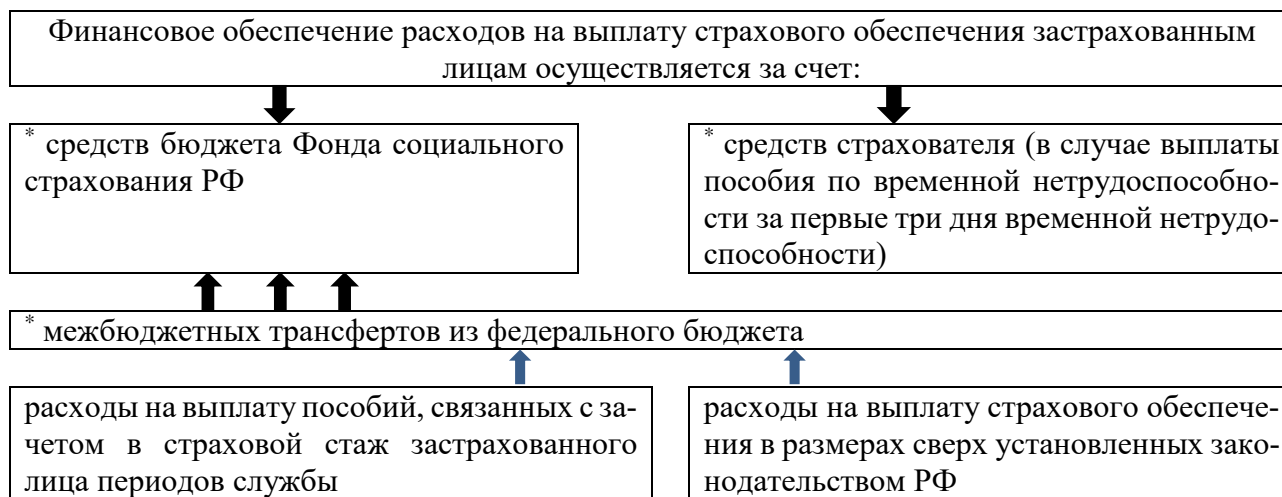 Финансовое обеспечение расходов на выплату страхового обеспечения застрахованным
лицам осуществляется за счет:
* средств бюджета Фонда социального
страхования РФ
* средств страхователя (в случае выплаты
пособия по временной нетрудоспособно-
сти за первые три дня временной нетрудо-
способности)
* межбюджетных трансфертов из федерального бюджета
расходы на выплату пособий, связанных с за-
четом в страховой стаж застрахованного
лица периодов службы
расходы на выплату страхового обеспече-
ния в размерах сверх установленных зако-
нодательством РФ